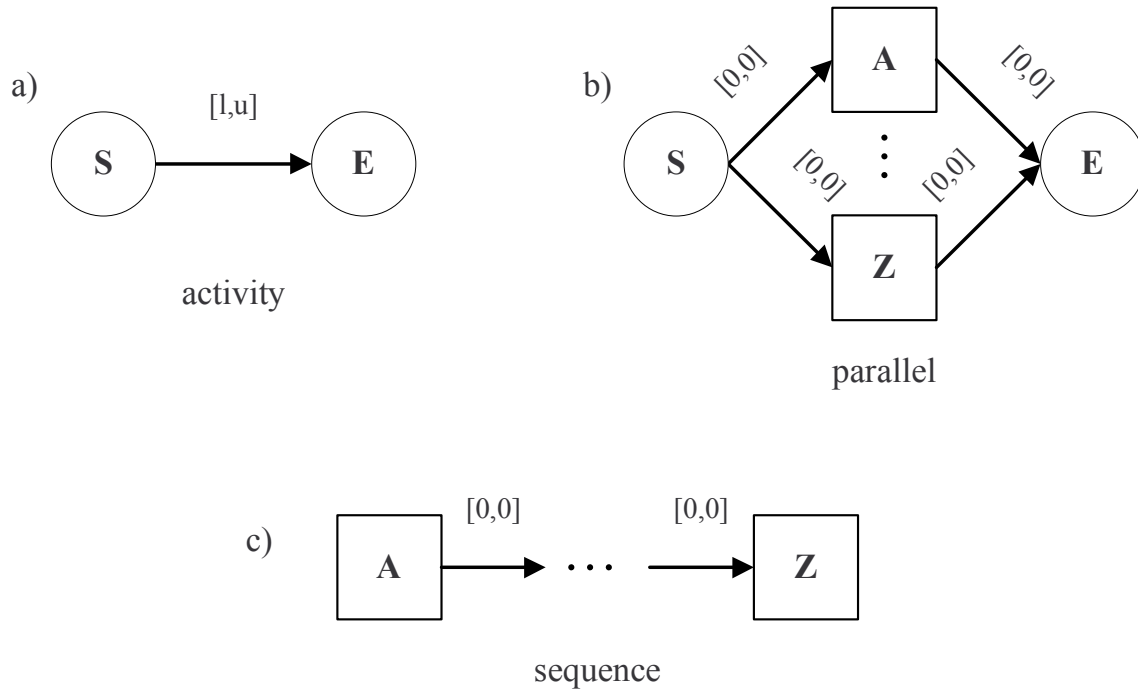 a)
[l,u]
S
E
activity
b)
[0,0]
A
[0,0]
S
E
[0,0]
[0,0]
Z
parallel
c)
[0,0]
[0,0]
A
Z
sequence